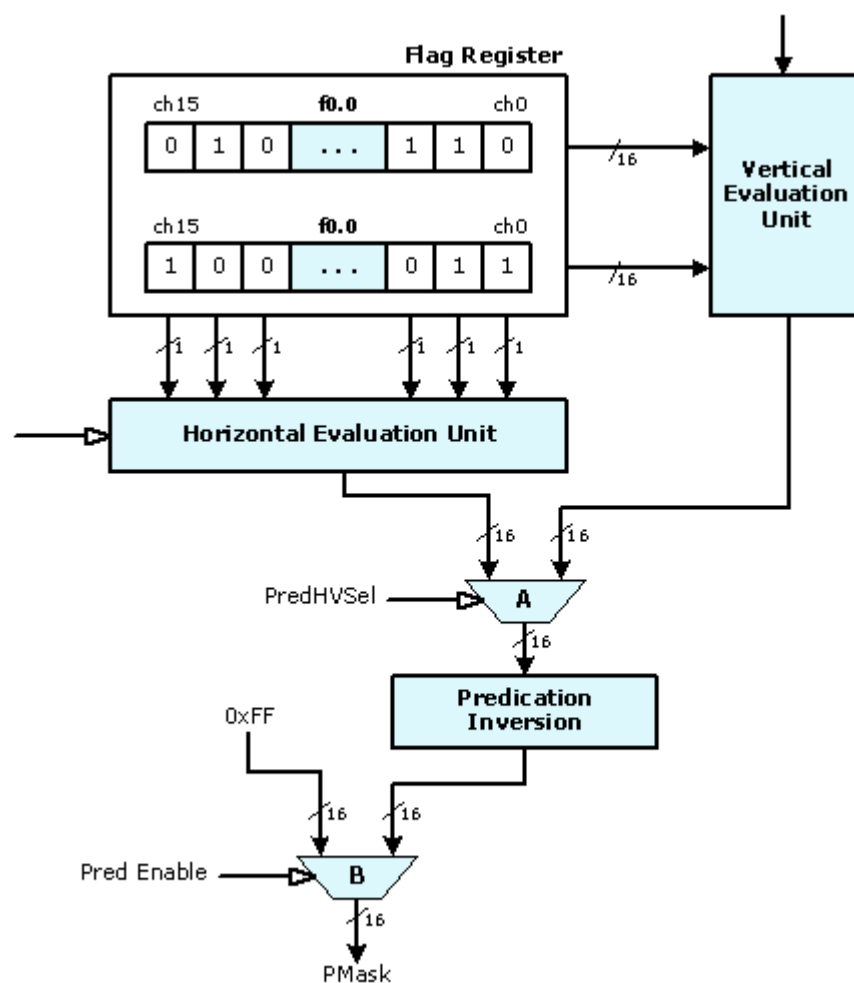 Flag Register
ch15 f0.0 ch0
0 1 0 ... 1 1 0
16
Vertical
Evaluation
Unit
ch15 f0.0 ch0
1 0 0 ... 0 1 1
16
1 1 1 1 1 1
Horizontal Evaluation Unit
16 16
PredHVSel
A
16
Predication
Inversion
0xFF
16 16
Pred Enable
B
16
PMask